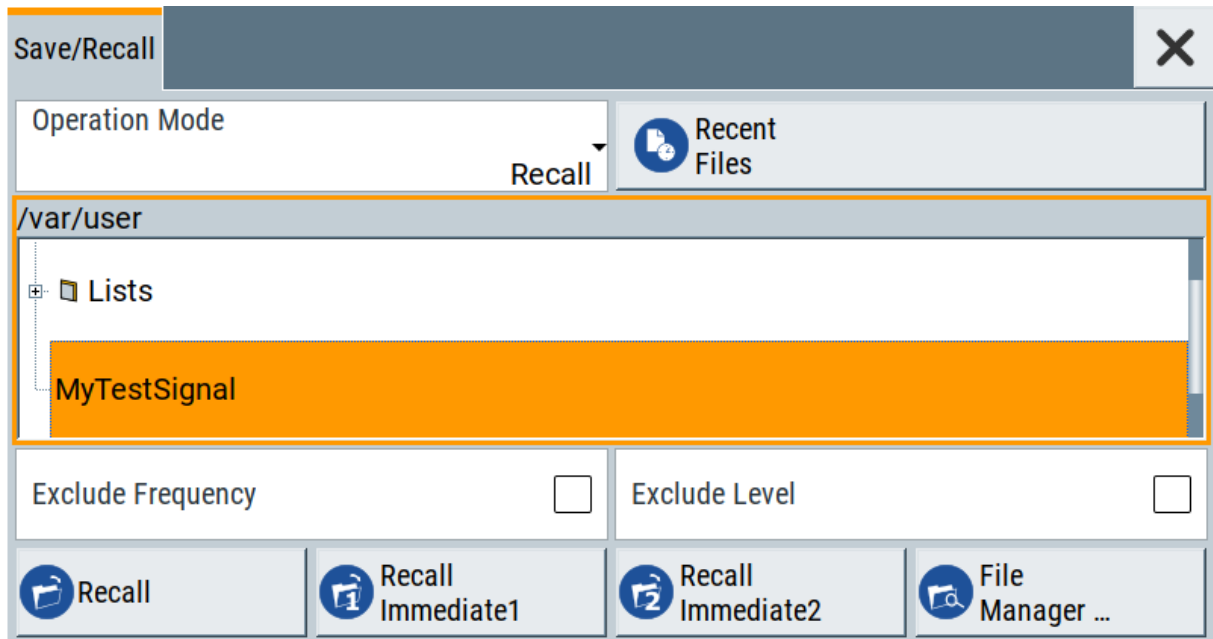 Save/Recall
Operation Mode
Recall
Recent
Files
/var/user
Lists
MyTestSignal
Exclude Frequency
Exclude Level
Recall
Recall
Immediate1
Recall
Immediate2
File
Manager ...